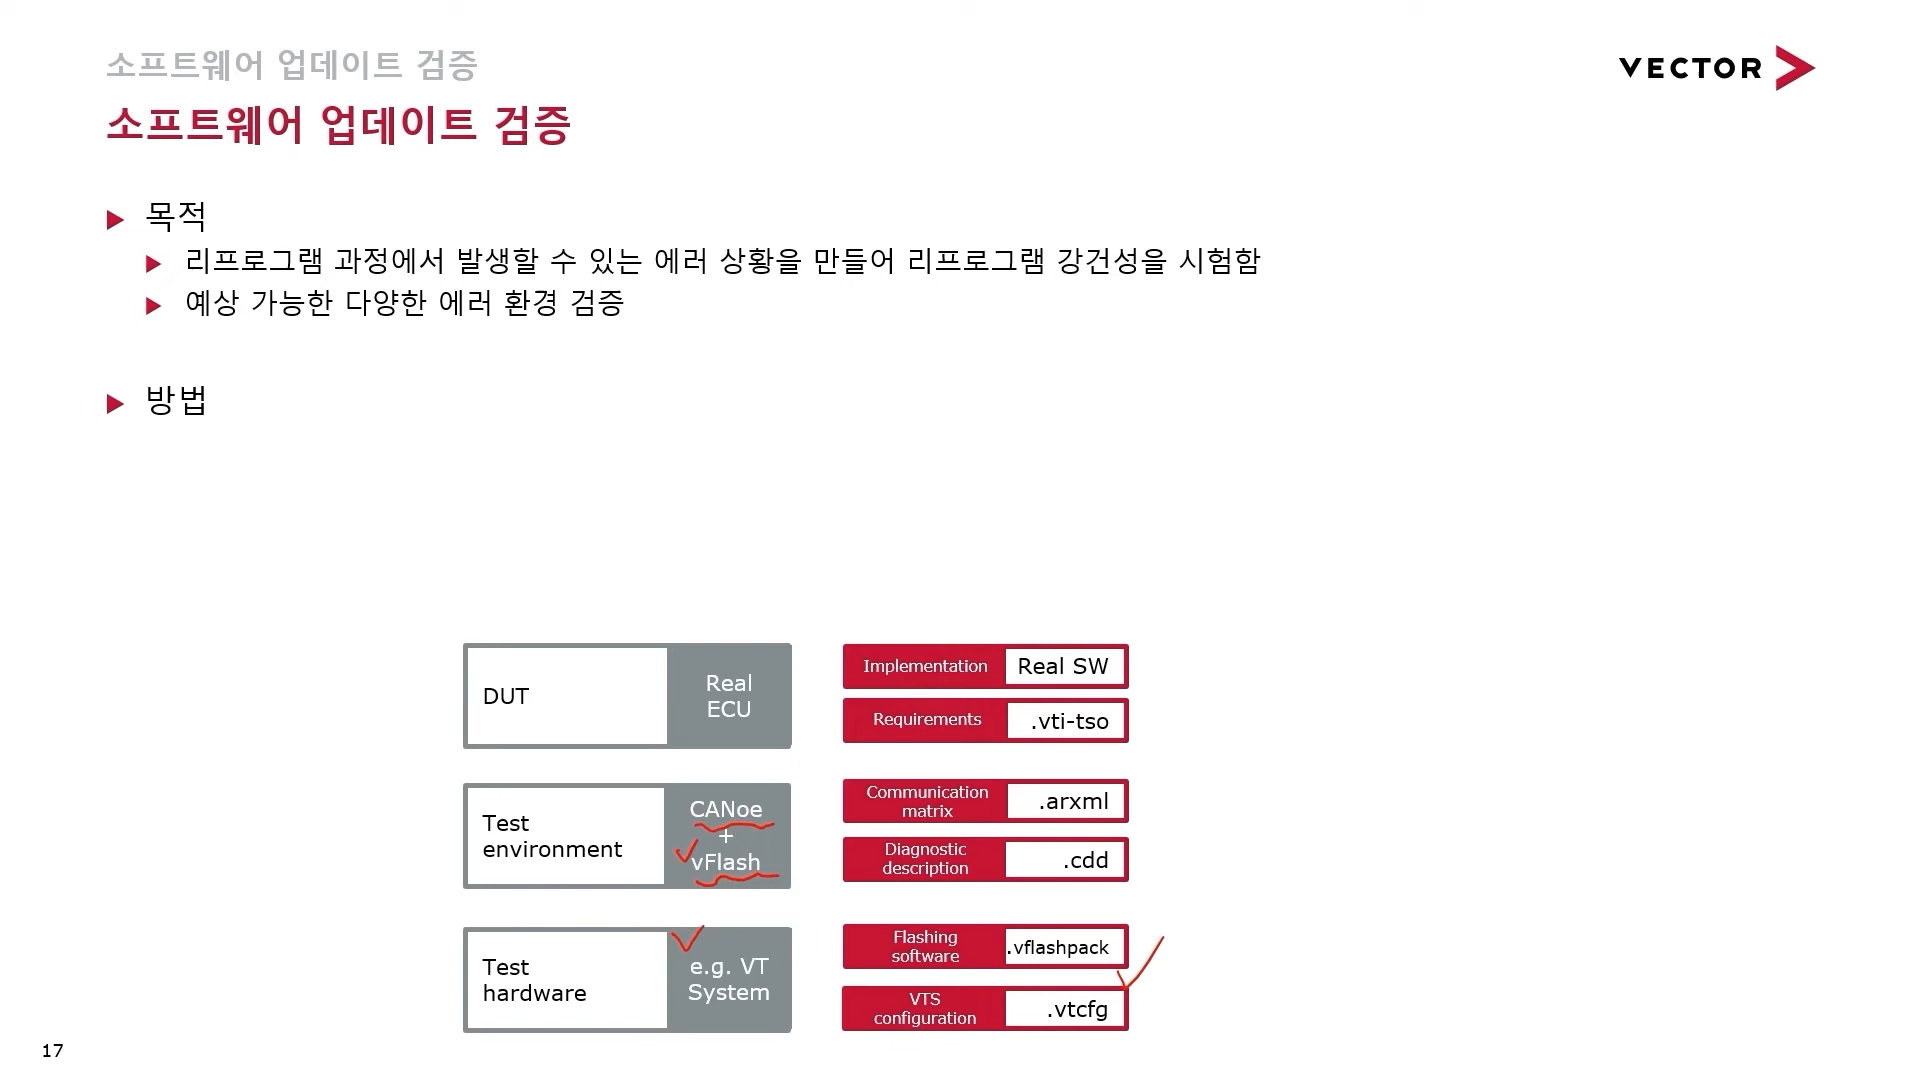 소프트웨어 업데이트 검증
VECTOR
소프트웨어 업데이트 검증
목적
리프로그램 과정에서 발생할 수 있는 에러 상황을 만들어 리프로그램 강건성을 시험함
예상 가능한 다양한 에러 환경 검증
방법
DUT
Real
ECU
Implementation
Real SW
Requirements
.vti-tso
Test
environment
CANoe
+
vFlash
Communication
matrix
.arxml
Diagnostic
description
.cdd
Test
hardware
e.g. VT
System
Flashing
software
.vflashpack
VTS
configuration
.vtcfg
17